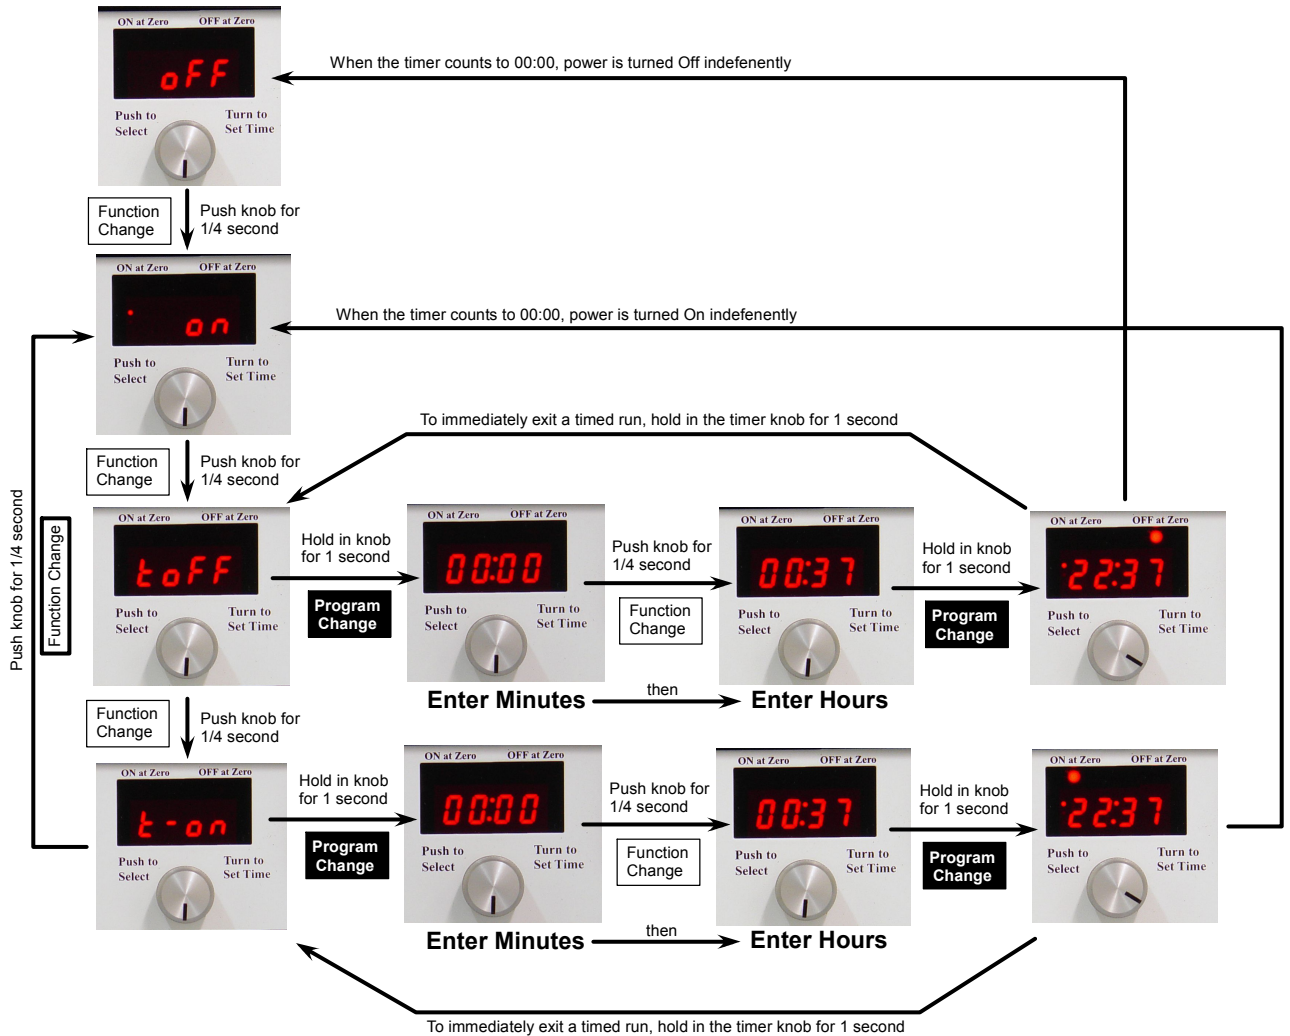 ON at Zero OFF at Zero
oFF
Push to Select
Turn to Set Time
When the timer counts to 00:00, power is turned Off indefenently
Function Change
Push knob for 1/4 second
ON at Zero OFF at Zero
on
Push to Select
Turn to Set Time
When the timer counts to 00:00, power is turned On indefenently
To immediately exit a timed run, hold in the timer knob for 1 second
Function Change
Push knob for 1/4 second
Push knob for 1/4 second
Function Change
ON at Zero OFF at Zero
toFF
Push to Select
Turn to Set Time
Hold in knob for 1 second
Program Change
ON at Zero OFF at Zero
00:00
Push to Select
Turn to Set Time
Push knob for 1/4 second
Function Change
ON at Zero OFF at Zero
00:37
Push to Select
Turn to Set Time
Hold in knob for 1 second
Program Change
ON at Zero OFF at Zero
22:37
Push to Select
Turn to Set Time
Enter Minutes
then
Enter Hours
Function Change
Push knob for 1/4 second
ON at Zero OFF at Zero
t-on
Push to Select
Turn to Set Time
Hold in knob for 1 second
Program Change
ON at Zero OFF at Zero
00:00
Push to Select
Turn to Set Time
Push knob for 1/4 second
Function Change
ON at Zero OFF at Zero
00:37
Push to Select
Turn to Set Time
Hold in knob for 1 second
Program Change
ON at Zero OFF at Zero
22:37
Push to Select
Turn to Set Time
Enter Minutes
then
Enter Hours
To immediately exit a timed run, hold in the timer knob for 1 second